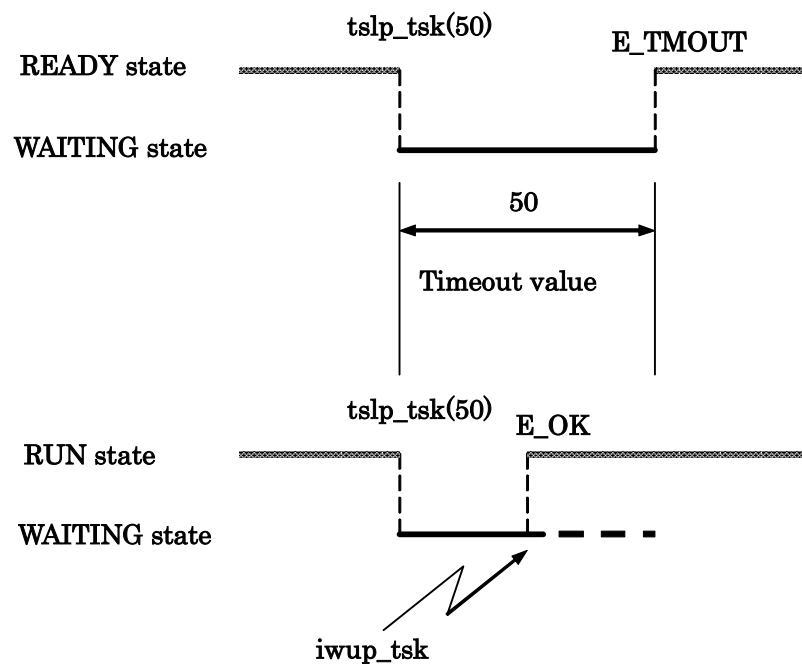 tslp_tsk(50)
E_TMOUT
READY state
WAITING state
50
Timeout value
tslp_tsk(50)
E_OK
RUN state
WAITING state
iwup_tsk